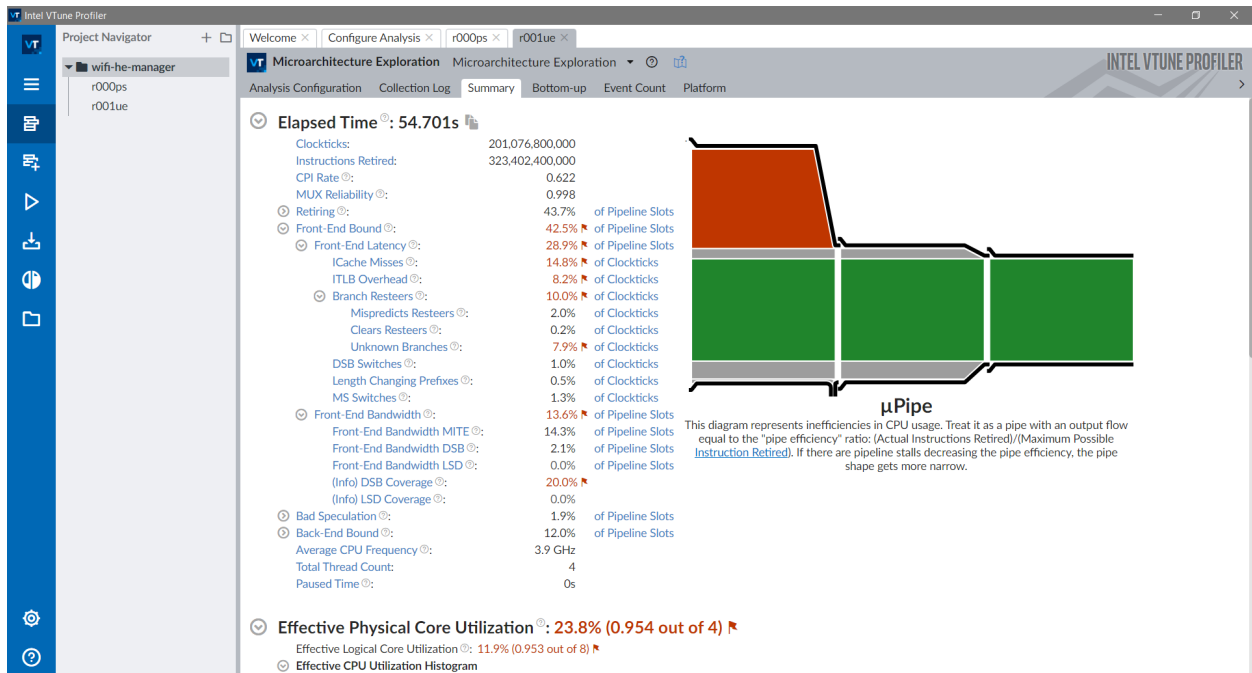 VT Intel VTune Profiler
VT
Project Navigator
wifi-he-manager
r000ps
r001ue
Welcome × Configure Analysis × r000ps × r001ue ×
VT Microarchitecture Exploration Microarchitecture Exploration
INTEL VTUNE PROFILER
Analysis Configuration Collection Log Summary Bottom-up Event Count Platform
Elapsed Time: 54.701s
Clockticks: 201,076,800,000
Instructions Retired: 323,402,400,000
CPI Rate: 0.622
MUX Reliability: 0.998
Retiring: 43.7% of Pipeline Slots
Front-End Bound: 42.5% of Pipeline Slots
Front-End Latency: 28.9% of Pipeline Slots
ICache Misses: 14.8% of Clockticks
ITLB Overhead: 8.2% of Clockticks
Branch Resteers: 10.0% of Clockticks
Mispredicts Resteers: 2.0% of Clockticks
Clears Resteers: 0.2% of Clockticks
Unknown Branches: 7.9% of Clockticks
DSB Switches: 1.0% of Clockticks
Length Changing Prefixes: 0.5% of Clockticks
MS Switches: 1.3% of Clockticks
Front-End Bandwidth: 13.6% of Pipeline Slots
Front-End Bandwidth MITE: 14.3% of Pipeline Slots
Front-End Bandwidth DSB: 2.1% of Pipeline Slots
Front-End Bandwidth LSD: 0.0% of Pipeline Slots
(Info) DSB Coverage: 20.0%
(Info) LSD Coverage: 0.0%
Bad Speculation: 1.9% of Pipeline Slots
Back-End Bound: 12.0% of Pipeline Slots
Average CPU Frequency: 3.9 GHz
Total Thread Count: 4
Paused Time: 0s
µPipe
This diagram represents inefficiencies in CPU usage. Treat it as a pipe with an output flow
equal to the "pipe efficiency" ratio: (Actual Instructions Retired)/(Maximum Possible
Instruction Retired). If there are pipeline stalls decreasing the pipe efficiency, the pipe
shape gets more narrow.
Effective Physical Core Utilization: 23.8% (0.954 out of 4)
Effective Logical Core Utilization: 11.9% (0.953 out of 8)
Effective CPU Utilization Histogram